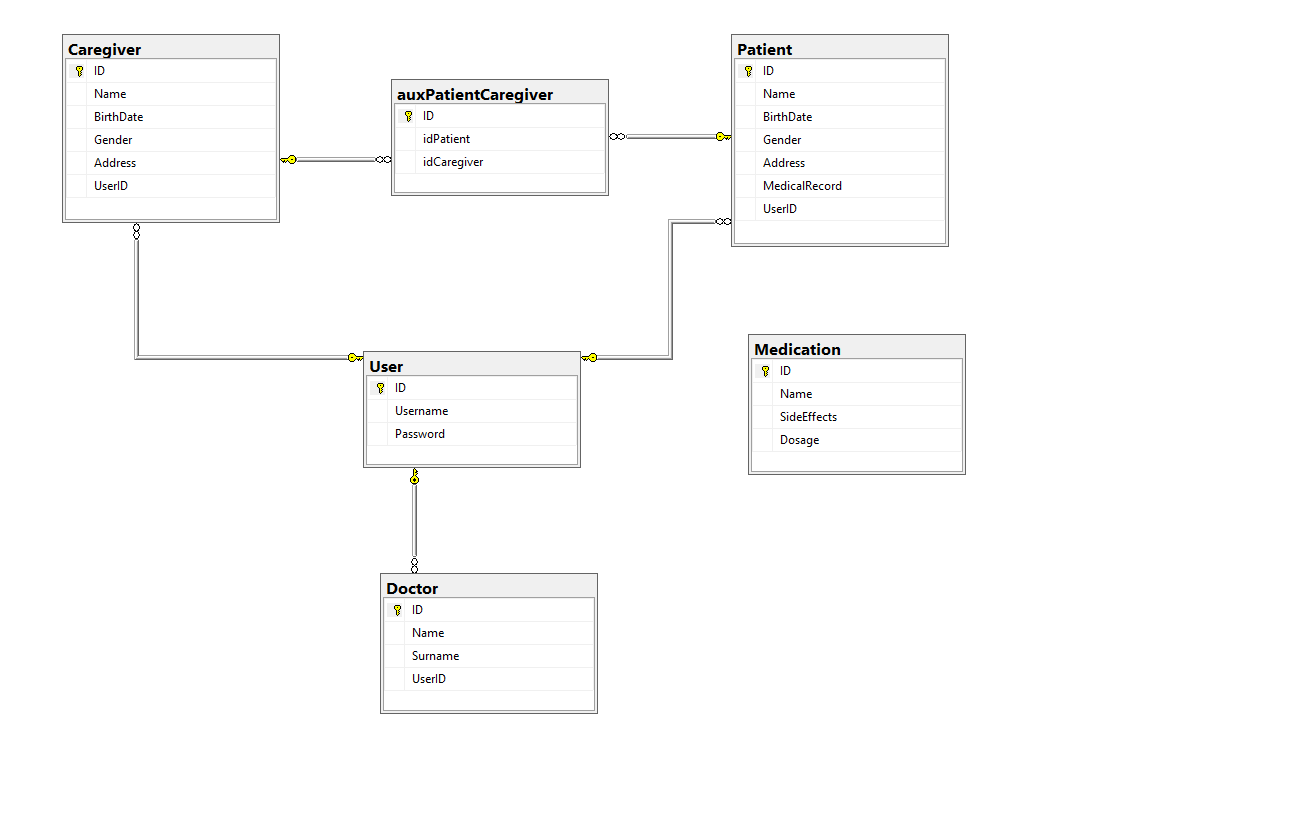 Caregiver
ID
Name
BirthDate
Gender
Address
UserID
auxPatientCaregiver
ID
idPatient
idCaregiver
Patient
ID
Name
BirthDate
Gender
Address
MedicalRecord
UserID
User
ID
Username
Password
Medication
ID
Name
SideEffects
Dosage
Doctor
ID
Name
Surname
UserID